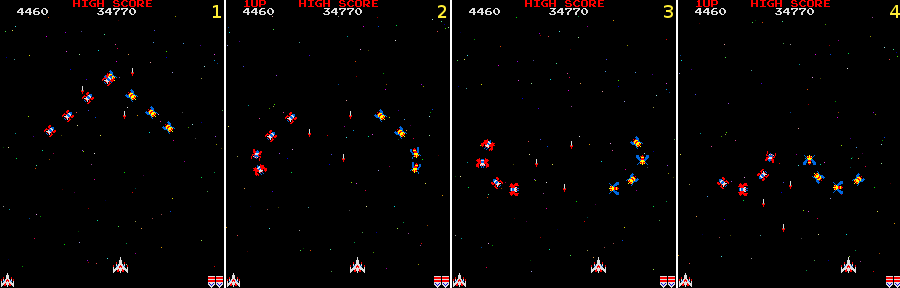 HIGH SCORE
4460 34770 1
1UP HIGH SCORE
4460 34770 2
HIGH SCORE
4460 34770 3
1UP HIGH SCORE
4460 34770 4